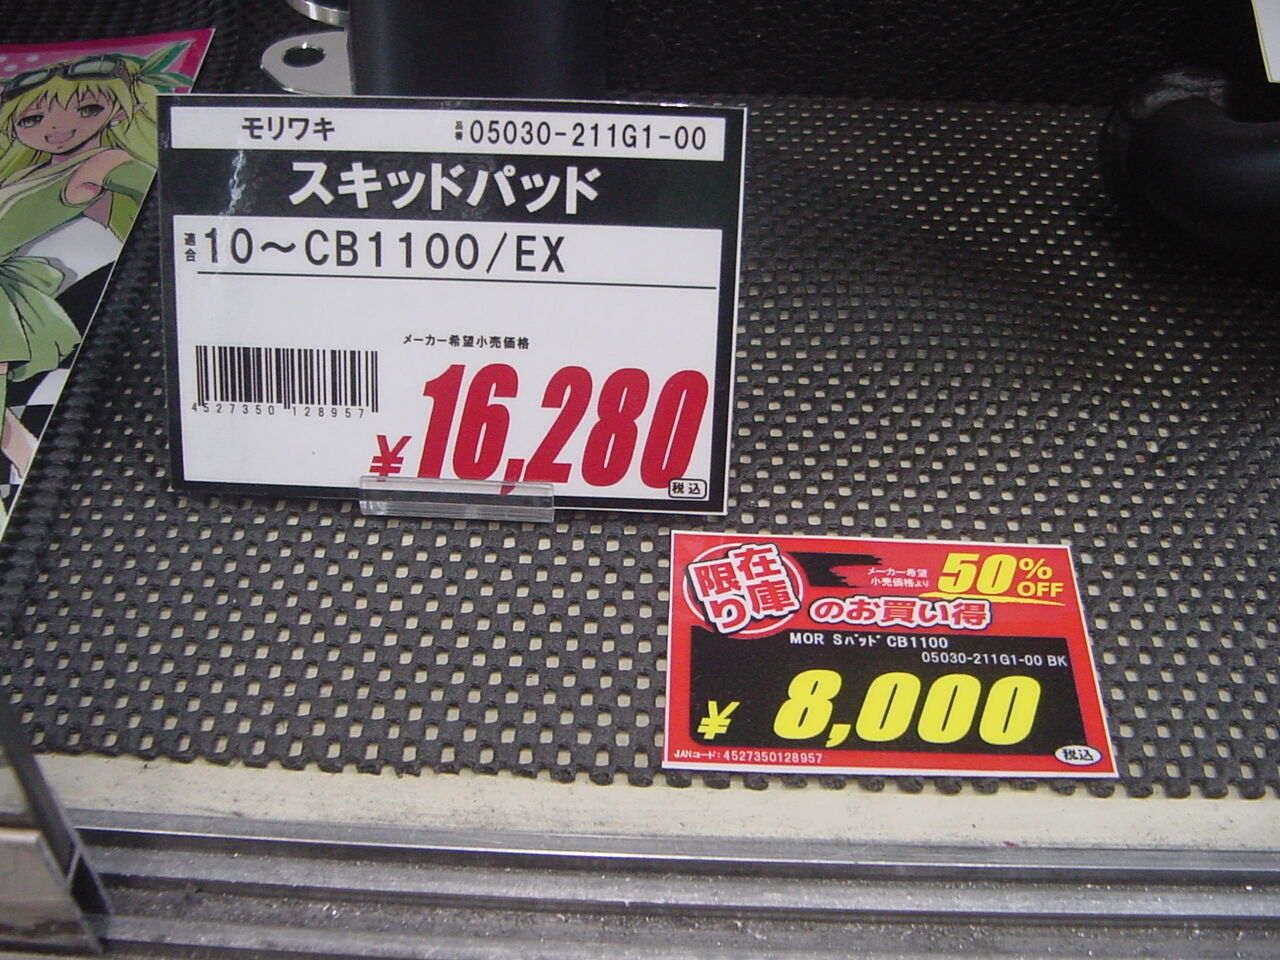 モリワキ
品番 05030-211G1-00
スキッドパッド
適合 10～CB1100/EX
メーカー希望小売価格
4527350 128957
¥16,280
税込
在庫限り
メーカー希望小売価格より
50%OFF
のお買い得
MOR Sﾊﾟｯﾄﾞ CB1100
05030-211G1-00 BK
¥ 8,000
JANコード: 4527350128957
税込